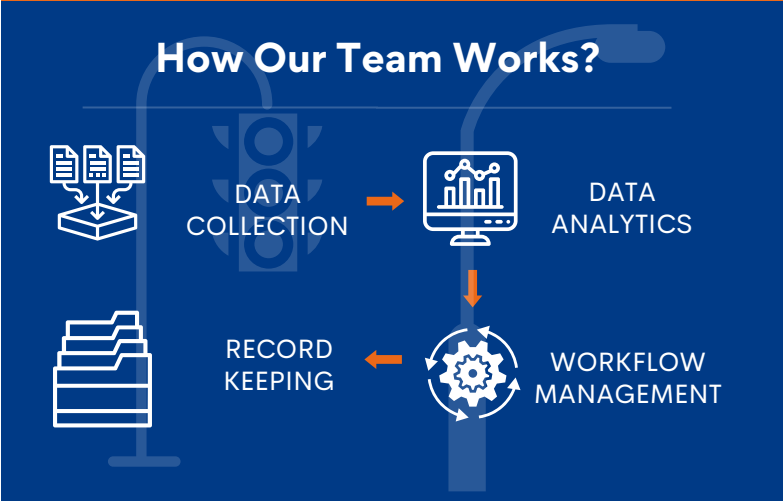 How Our Team Works?
DATA
COLLECTION
DATA
ANALYTICS
WORKFLOW
MANAGEMENT
RECORD
KEEPING